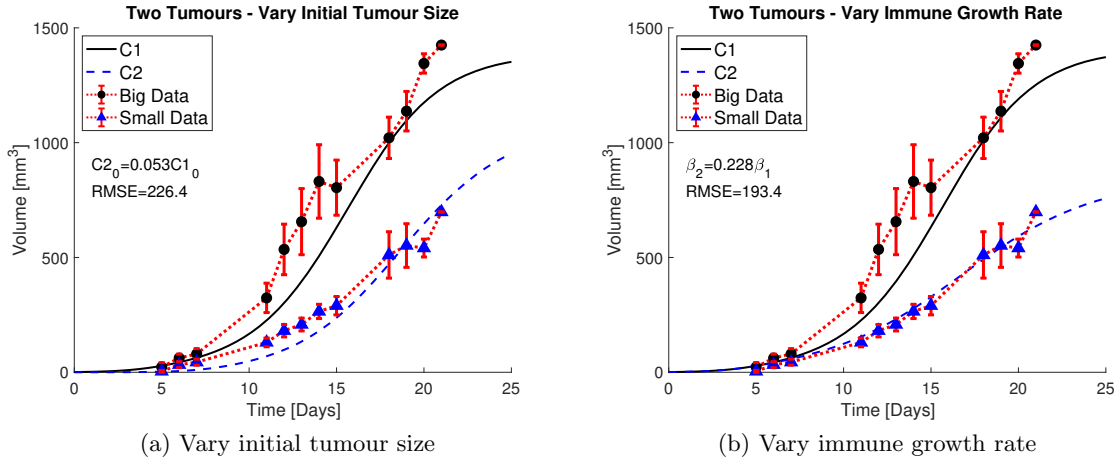 Two Tumours - Vary Initial Tumour Size
1500
1000
500
0
Volume [mm³]
C1
C2
Big Data
Small Data
C2₀=0.053C1₀
RMSE=226.4
0 5 10 15 20 25
Time [Days]
(a) Vary initial tumour size
Two Tumours - Vary Immune Growth Rate
1500
1000
500
0
Volume [mm³]
C1
C2
Big Data
Small Data
β₂=0.228β₁
RMSE=193.4
0 5 10 15 20 25
Time [Days]
(b) Vary immune growth rate